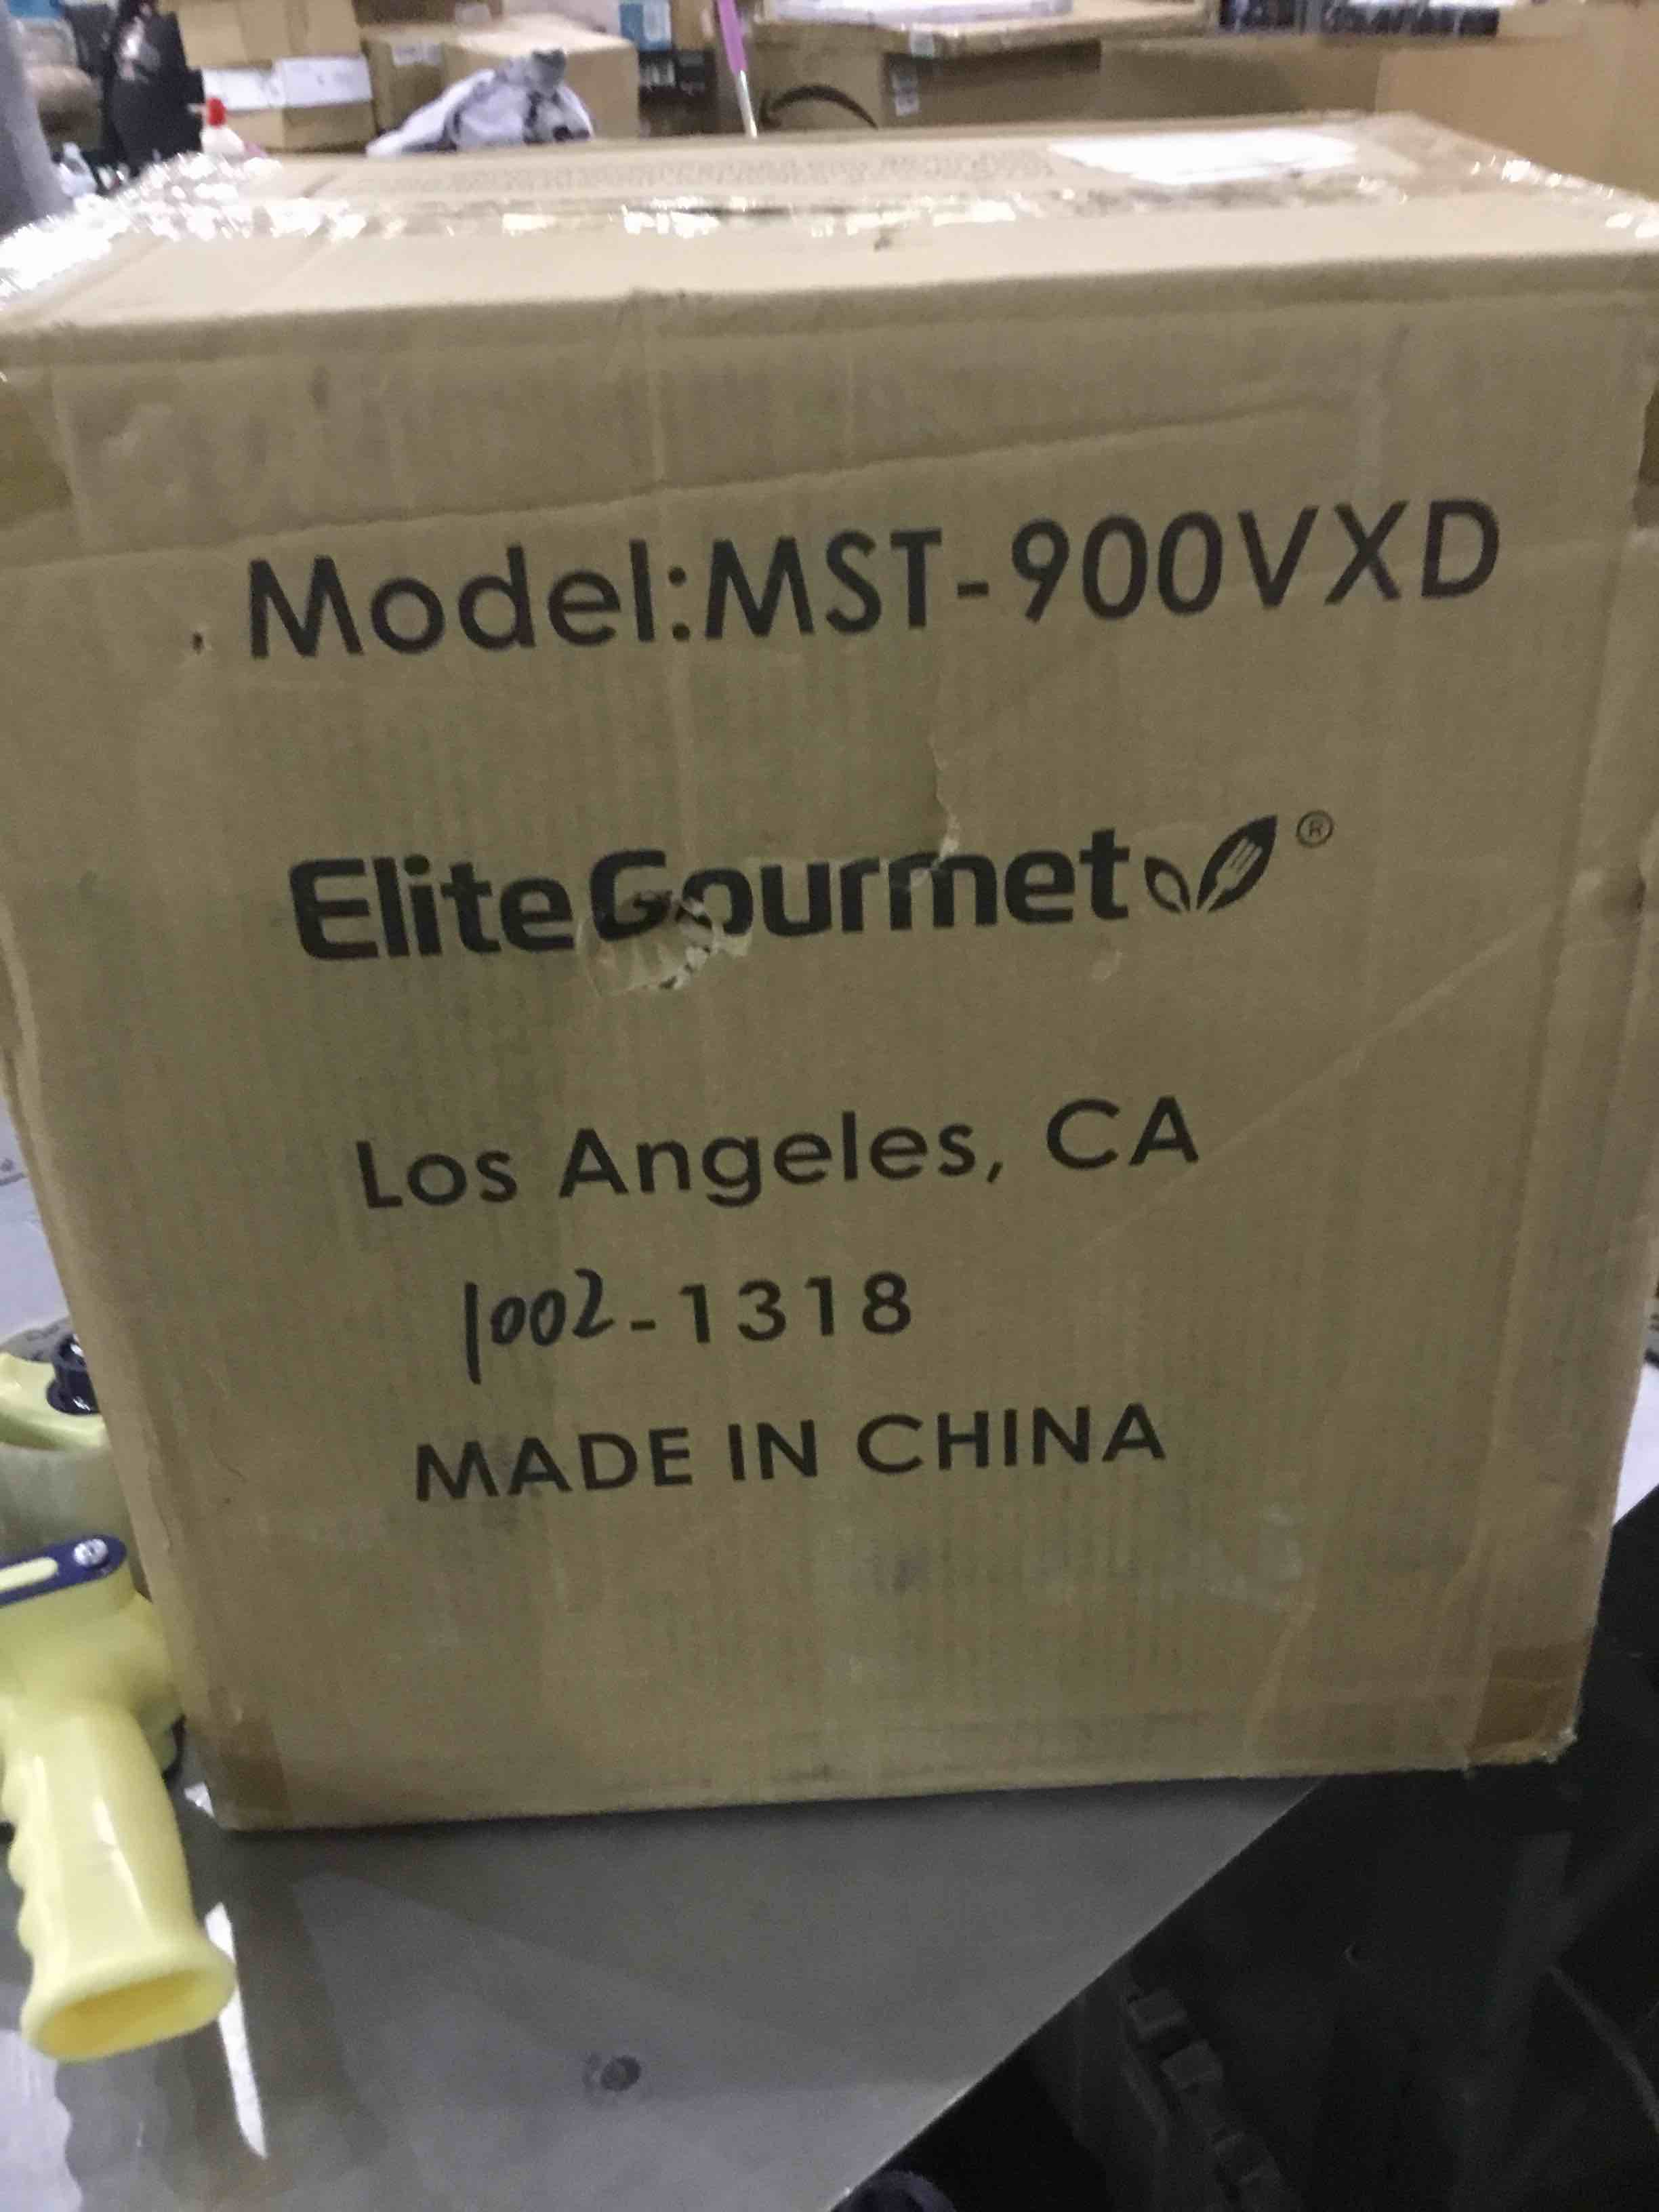 Model:MST-900VXD
Elite Gourmet®
Los Angeles, CA
1002-1318
MADE IN CHINA